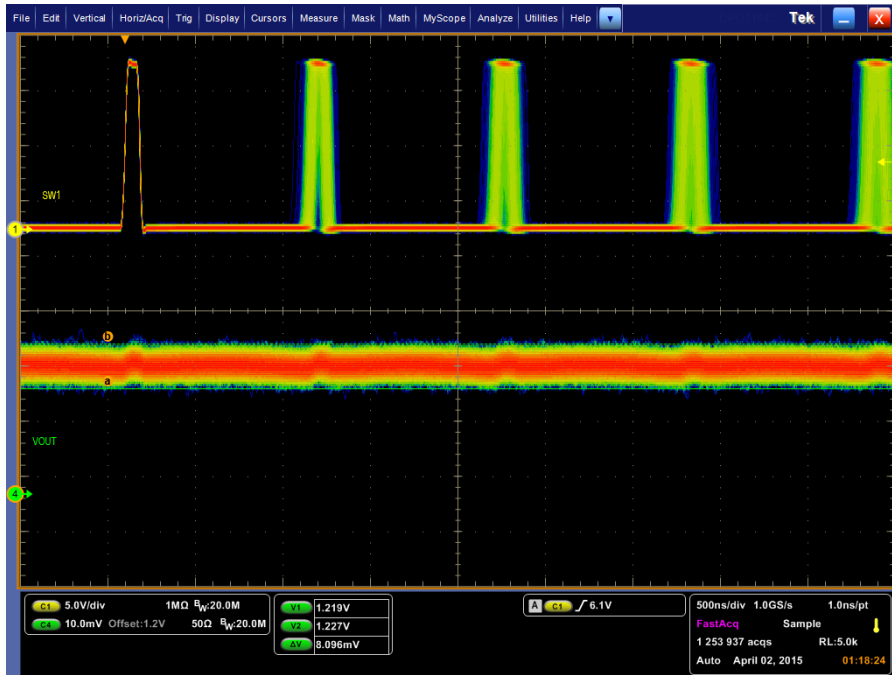 File Edit Vertical Horiz/Acq Trig Display Cursors Measure Mask Math MyScope Analyze Utilities Help Tek X
SW1
1
b
a
VOUT
4
C1 5.0V/div 1MΩ BW:20.0M
C4 10.0mV Offset:1.2V 50Ω BW:20.0M
V1 1.219V
V2 1.227V
ΔV 8.096mV
A C1 6.1V
500ns/div 1.0GS/s 1.0ns/pt
FastAcq Sample
1 253 937 acqs RL:5.0k
Auto April 02, 2015 01:18:24